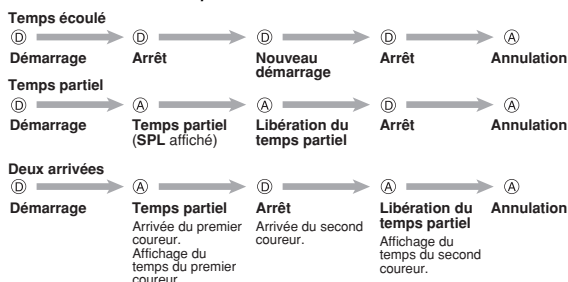 Temps écoulé
Ⓓ Ⓓ Ⓓ Ⓓ Ⓐ
Démarrage Arrêt Nouveau démarrage Arrêt Annulation
Temps partiel
Ⓓ Ⓐ Ⓐ Ⓓ Ⓐ
Démarrage Temps partiel Libération du Arrêt Annulation
(SPL affiché) temps partiel
Deux arrivées
Ⓓ Ⓐ Ⓓ Ⓐ Ⓐ
Démarrage Temps partiel Arrêt Libération du Annulation
temps partiel
Arrivée du premier coureur.
Affichage du temps du premier coureur
Arrivée du second coureur.
Affichage du temps du second coureur.